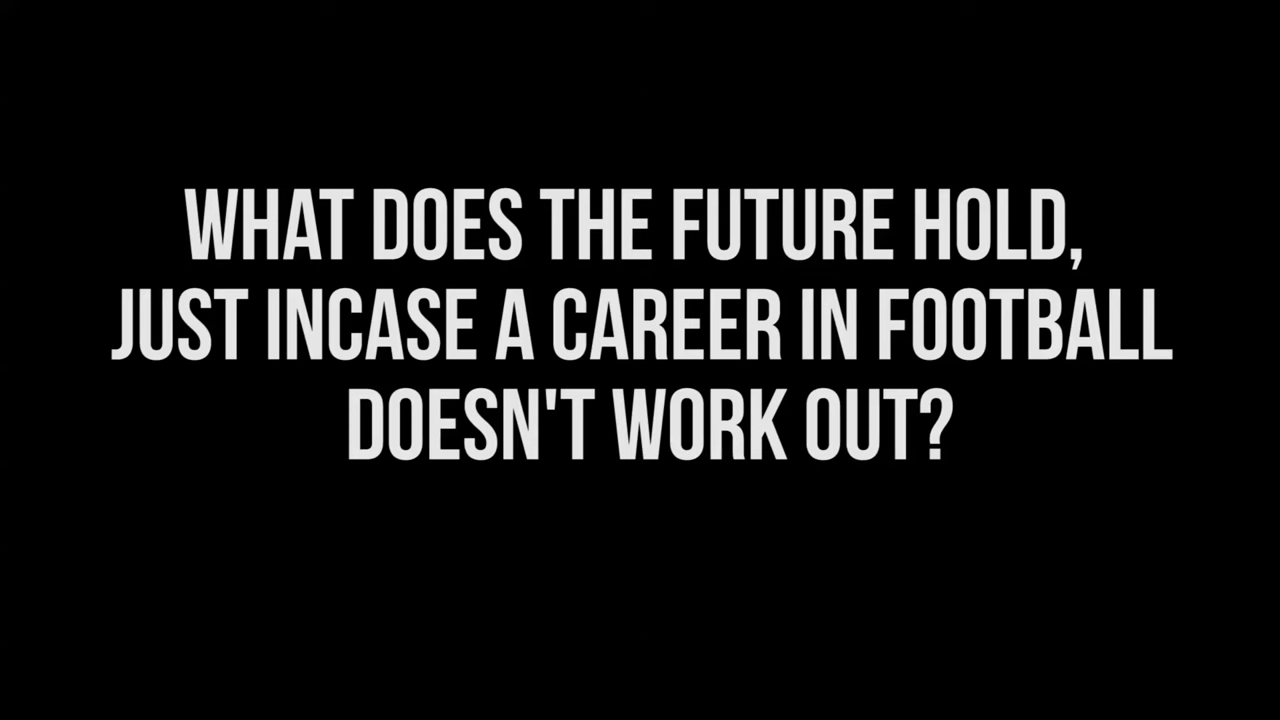 WHAT DOES THE FUTURE HOLD,
JUST INCASE A CAREER IN FOOTBALL
DOESN'T WORK OUT?